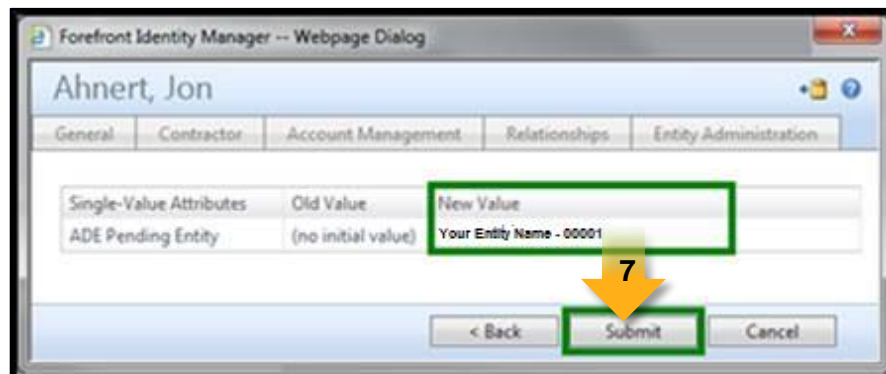 Forefront Identity Manager -- Webpage Dialog
Ahnert, Jon
General Contractor Account Management Relationships Entity Administration
Single-Value Attributes Old Value New Value
ADE Pending Entity (no initial value) Your Entity Name - 00001
7
< Back Submit Cancel